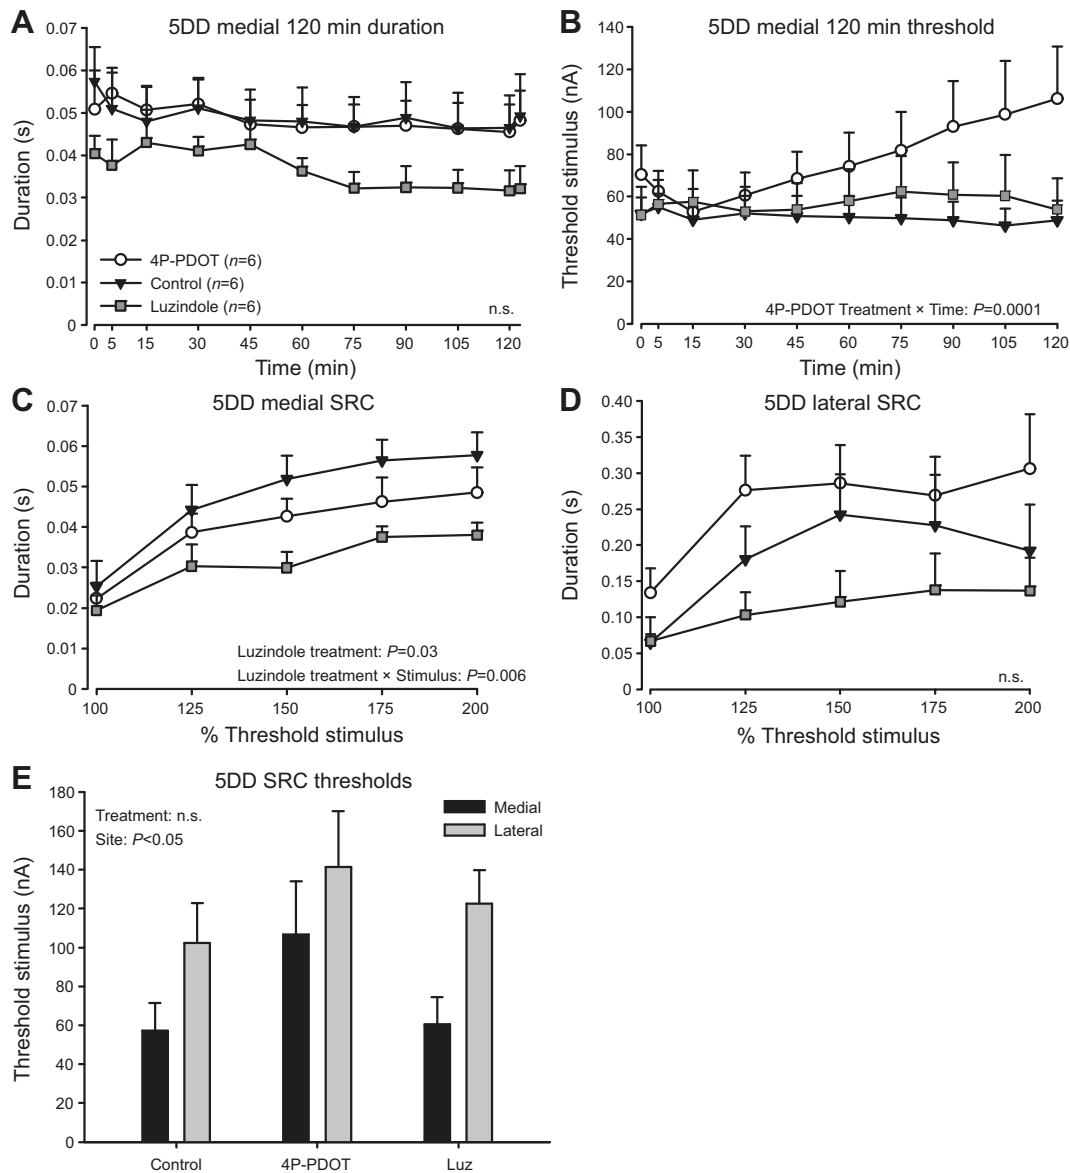 A
5DD medial 120 min duration
0.07
0.06
0.05
0.04
0.03
0.02
0.01
0
Duration (s)
4P-PDOT (n=6)
Control (n=6)
Luzindole (n=6)
n.s.
0 5 15 30 45 60 75 90 105 120
Time (min)
B
5DD medial 120 min threshold
140
120
100
80
60
40
20
0
Threshold stimulus (nA)
4P-PDOT Treatment × Time: P=0.0001
0 5 15 30 45 60 75 90 105 120
Time (min)
C
5DD medial SRC
0.07
0.06
0.05
0.04
0.03
0.02
0.01
0
Duration (s)
Luzindole treatment: P=0.03
Luzindole treatment × Stimulus: P=0.006
100 125 150 175 200
% Threshold stimulus
D
5DD lateral SRC
0.40
0.35
0.30
0.25
0.20
0.15
0.10
0.05
0
Duration (s)
n.s.
100 125 150 175 200
% Threshold stimulus
E
5DD SRC thresholds
180
160
140
120
100
80
60
40
20
0
Threshold stimulus (nA)
Treatment: n.s.
Site: P<0.05
Medial
Lateral
Control 4P-PDOT Luz